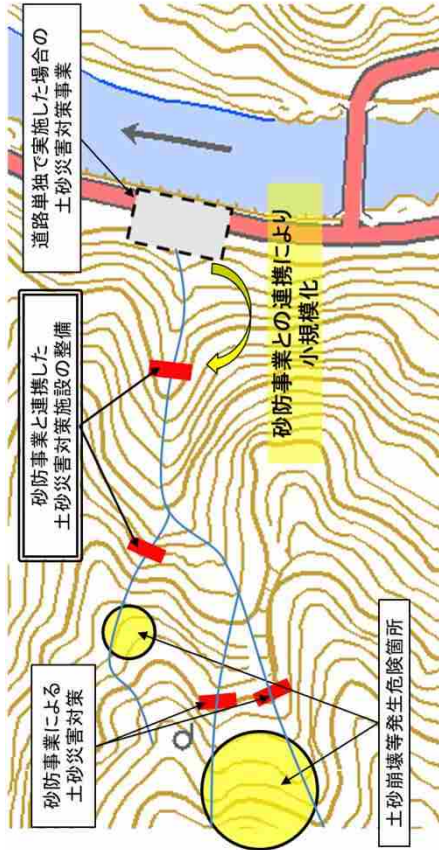 砂防事業による
土砂災害対策
砂防事業と連携した
土砂災害対策施設の整備
道路単独で実施した場合の
土砂災害対策事業
砂防事業との連携により
小規模化
土砂崩壊等発生危険箇所